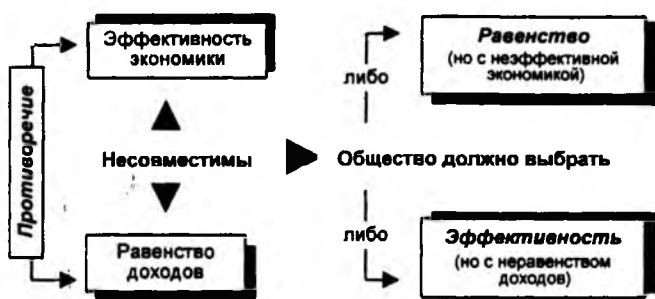 Противоречие
Эффективность
экономики
Несовместимы
Равенство
доходов
Общество должно выбрать
либо
Равенство
(но с неэффективной
экономикой)
либо
Эффективность
(но с неравенством
доходов)